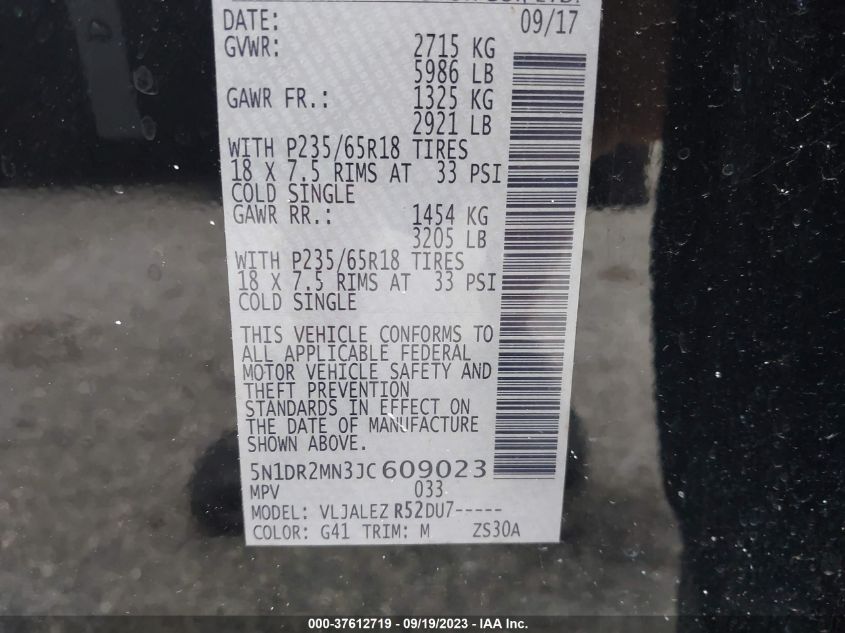 DATE: 09/17
GVWR: 2715 KG
5986 LB
GAWR FR.: 1325 KG
2921 LB
WITH P235/65R18 TIRES
18 X 7.5 RIMS AT 33 PSI
COLD SINGLE
GAWR RR.: 1454 KG
3205 LB
WITH P235/65R18 TIRES
18 X 7.5 RIMS AT 33 PSI
COLD SINGLE
THIS VEHICLE CONFORMS TO
ALL APPLICABLE FEDERAL
MOTOR VEHICLE SAFETY AND
THEFT PREVENTION
STANDARDS IN EFFECT ON
THE DATE OF MANUFACTURE
SHOWN ABOVE.
5N1DR2MN3JC609023
MPV 033
MODEL: VLJALEZ R52DU7-----
COLOR: G41 TRIM: M ZS30A
000-37612719 - 09/19/2023 - IAA Inc.